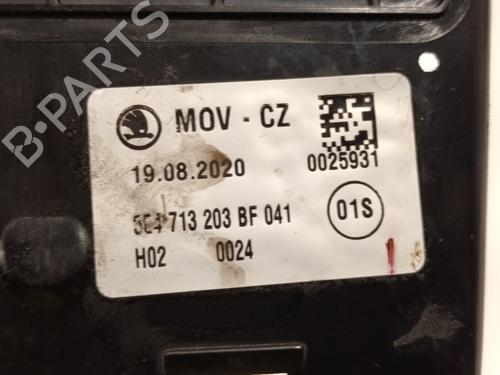 B-PARTS
MOV - CZ
19.08.2020
0025931
5E4 713 203 BF 041
01S
H02 0024